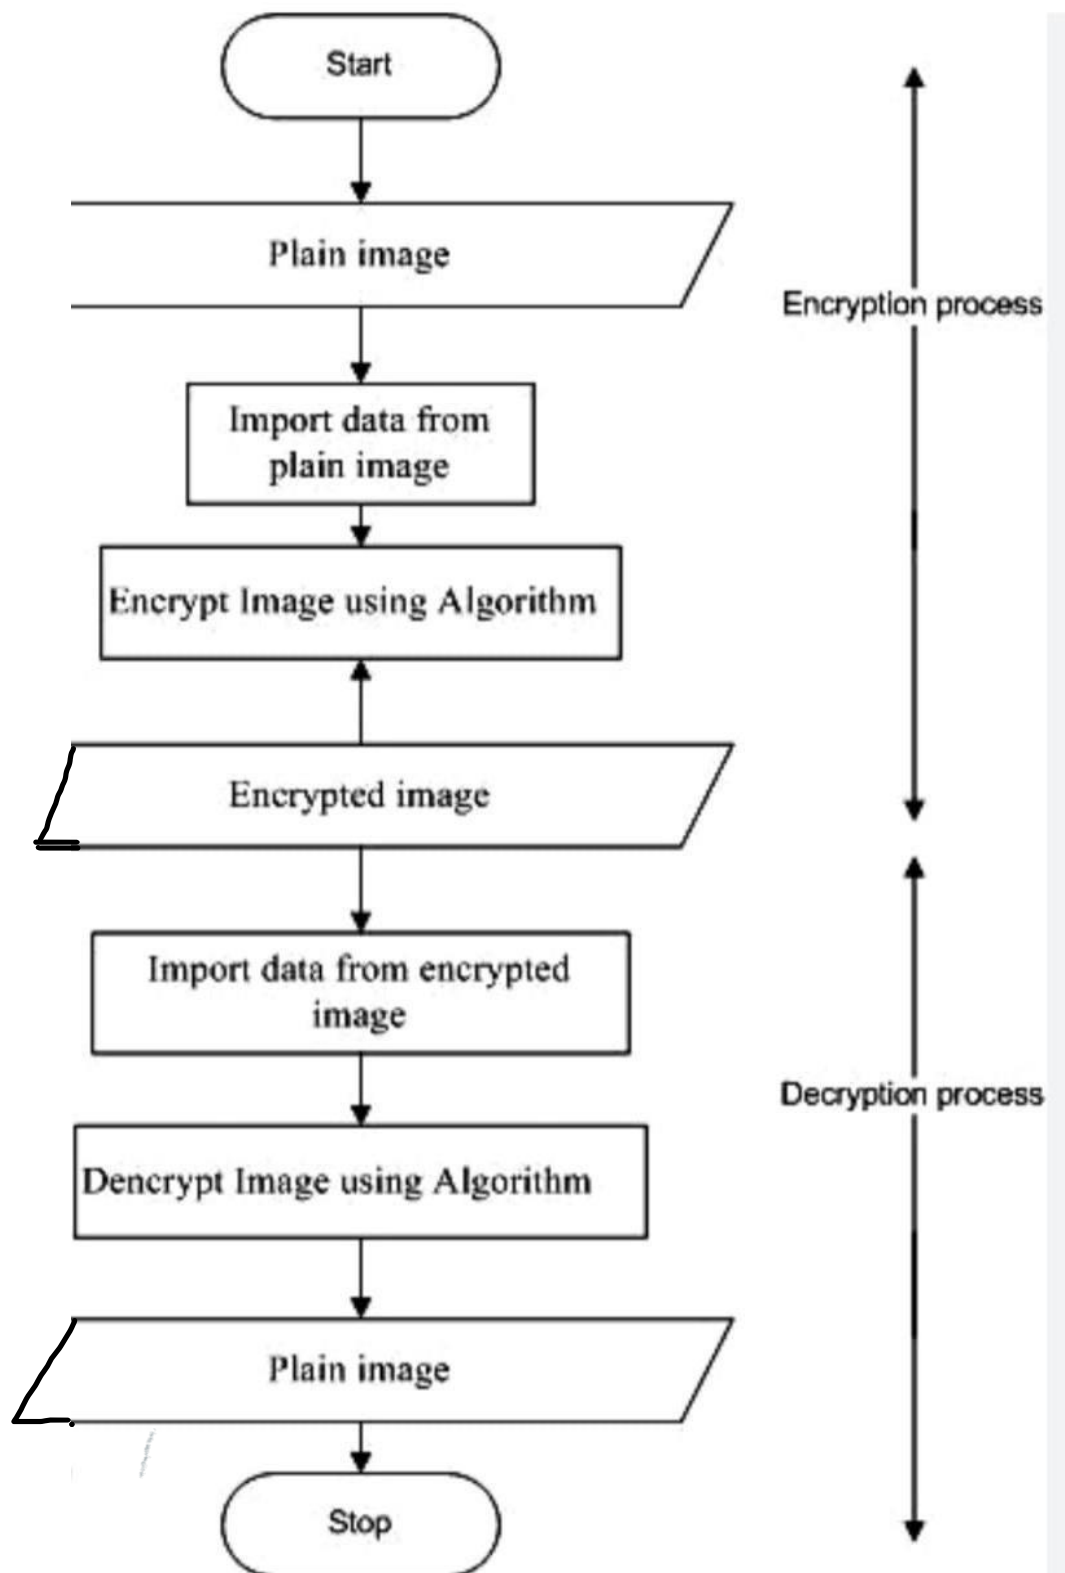 Start
Plain image
Encryption process
Import data from
plain image
Encrypt Image using Algorithm
Encrypted image
Import data from encrypted
image
Decryption process
Dencrypt Image using Algorithm
Plain image
Stop